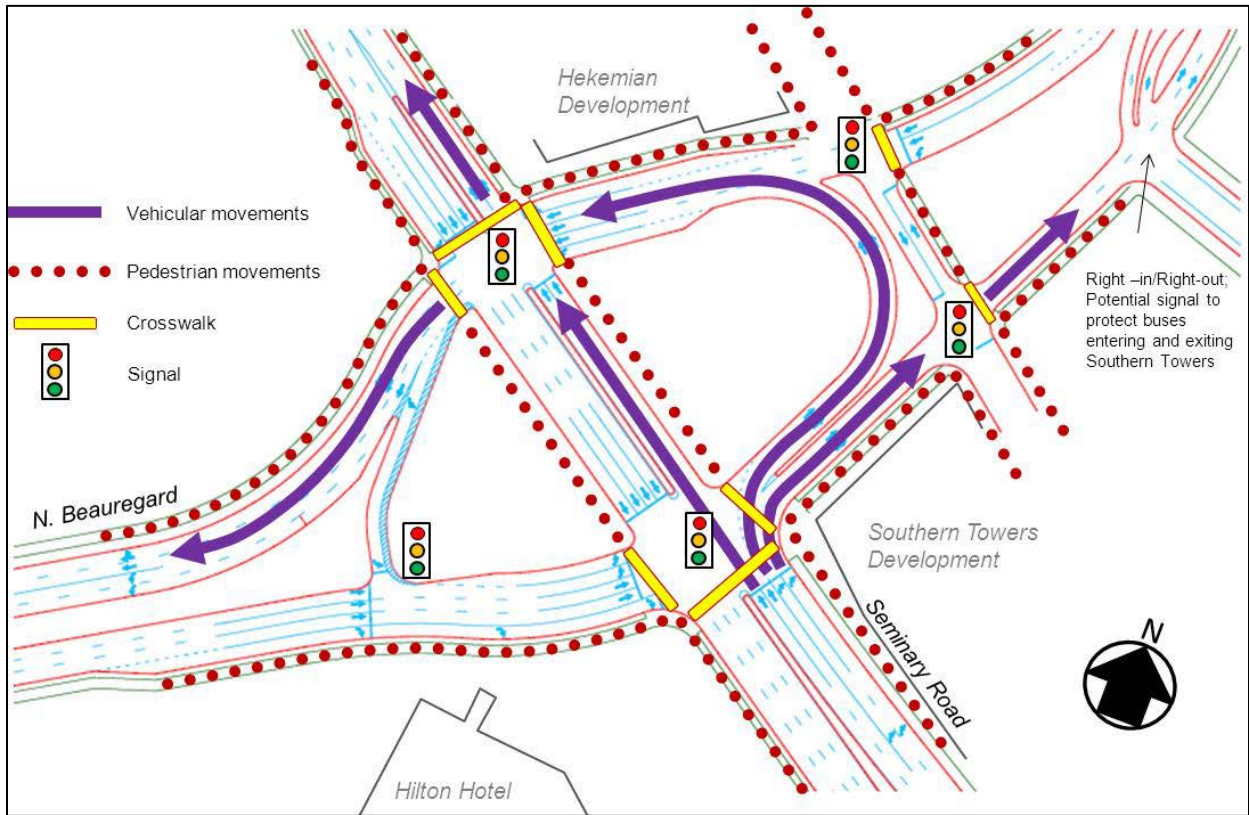 Hekemian
Development
Vehicular movements
Pedestrian movements
Crosswalk
Signal
Right –in/Right-out;
Potential signal to
protect buses
entering and exiting
Southern Towers
N. Beauregard
Southern Towers
Development
Seminary Road
N
Hilton Hotel